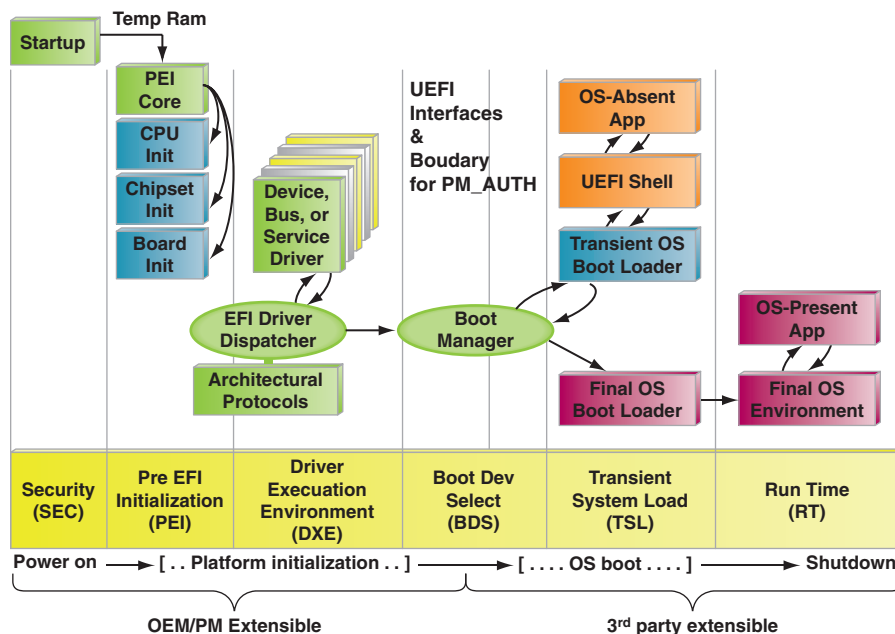 Temp Ram
Startup
PEI
Core
CPU
Init
Chipset
Init
Board
Init
Device,
Bus, or
Service
Driver
EFI Driver
Dispatcher
Architectural
Protocols
UEFI
Interfaces
&
Boudary
for PM_AUTH
Boot
Manager
OS-Absent
App
UEFI Shell
Transient OS
Boot Loader
Final OS
Boot Loader
OS-Present
App
Final OS
Environment
Security
(SEC)
Pre EFI
Initialization
(PEI)
Driver
Execution
Environment
(DXE)
Boot Dev
Select
(BDS)
Transient
System Load
(TSL)
Run Time
(RT)
Power on
[ . . Platform initialization . . ]
[ . . . . OS boot . . . . ]
Shutdown
OEM/PM Extensible
3rd party extensible